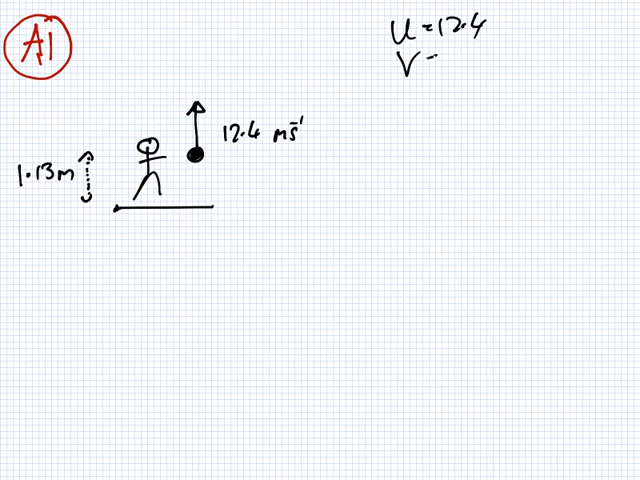 A1
u = 12.4
v =
12.4 ms⁻¹
1.13m